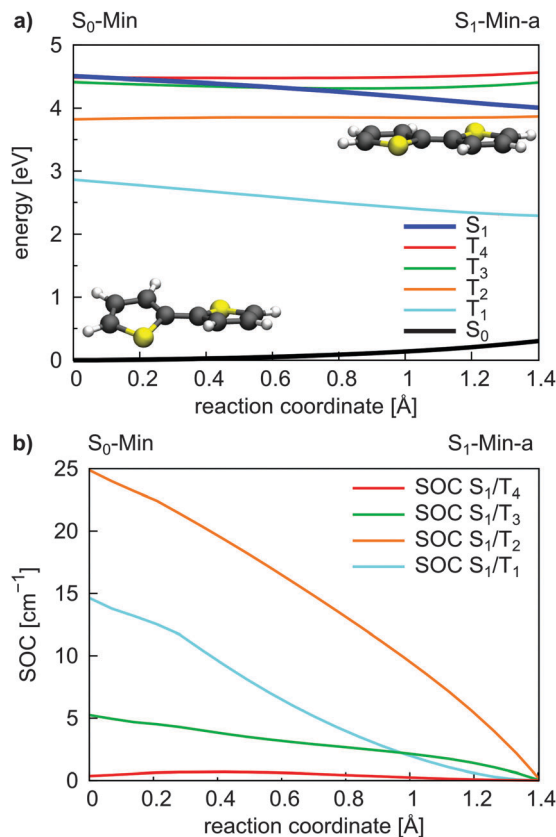 a)
S₀-Min
S₁-Min-a
energy [eV]
5
4
3
2
1
0
S₁
T₄
T₃
T₂
T₁
S₀
0 0.2 0.4 0.6 0.8 1 1.2 1.4
reaction coordinate [Å]
b)
S₀-Min
S₁-Min-a
SOC [cm⁻¹]
25
20
15
10
5
0
SOC S₁/T₄
SOC S₁/T₃
SOC S₁/T₂
SOC S₁/T₁
0 0.2 0.4 0.6 0.8 1 1.2 1.4
reaction coordinate [Å]